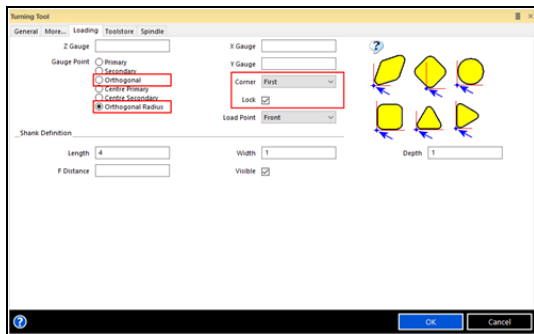 Turning Tool
General More... Loading Toolstore Spindle
Z Gauge X Gauge
Gauge Point Primary Y Gauge
Secondary
Orthogonal Corner First
Centre Primary
Centre Secondary Lock
Orthogonal Radius
Load Point Front
Shank Definition
Length 4 Width 1 Depth 1
F Distance Visible
OK Cancel